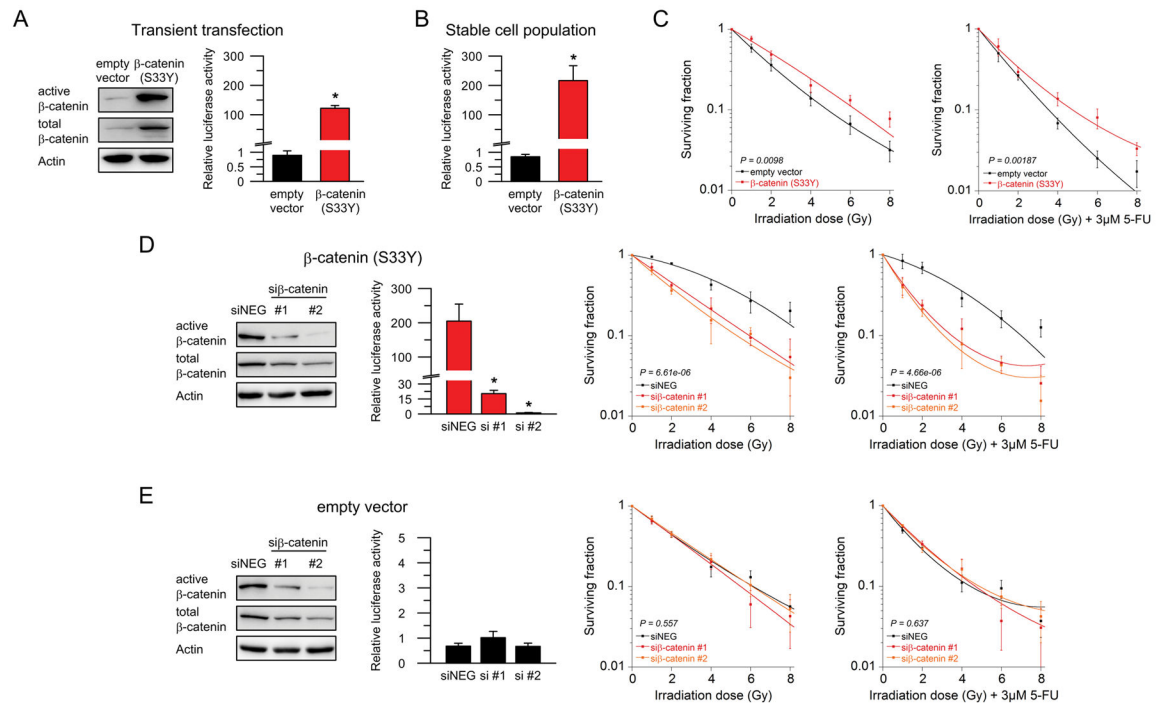 A
Transient transfection
empty vector
β-catenin (S33Y)
active β-catenin
total β-catenin
Actin
Relative luciferase activity
300
200
100
1
0.5
0
empty vector
β-catenin (S33Y)
*
B
Stable cell population
Relative luciferase activity
300
200
100
1
0.5
0
empty vector
β-catenin (S33Y)
*
C
Surviving fraction
1
0.1
0.01
P = 0.0098
empty vector
β-catenin (S33Y)
0 2 4 6 8
Irradiation dose (Gy)
Surviving fraction
1
0.1
0.01
P = 0.00187
empty vector
β-catenin (S33Y)
0 2 4 6 8
Irradiation dose (Gy) + 3µM 5-FU
D
β-catenin (S33Y)
siβ-catenin
siNEG #1 #2
active β-catenin
total β-catenin
Actin
Relative luciferase activity
300
200
100
30
15
0
siNEG si #1 si #2
* *
Surviving fraction
1
0.1
0.01
P = 6.61e-06
siNEG
siβ-catenin #1
siβ-catenin #2
0 2 4 6 8
Irradiation dose (Gy)
Surviving fraction
1
0.1
0.01
P = 4.66e-06
siNEG
siβ-catenin #1
siβ-catenin #2
0 2 4 6 8
Irradiation dose (Gy) + 3µM 5-FU
E
empty vector
siβ-catenin
siNEG #1 #2
active β-catenin
total β-catenin
Actin
Relative luciferase activity
5
4
3
2
1
0
siNEG si #1 si #2
Surviving fraction
1
0.1
0.01
P = 0.557
siNEG
siβ-catenin #1
siβ-catenin #2
0 2 4 6 8
Irradiation dose (Gy)
Surviving fraction
1
0.1
0.01
P = 0.637
siNEG
siβ-catenin #1
siβ-catenin #2
0 2 4 6 8
Irradiation dose (Gy) + 3µM 5-FU